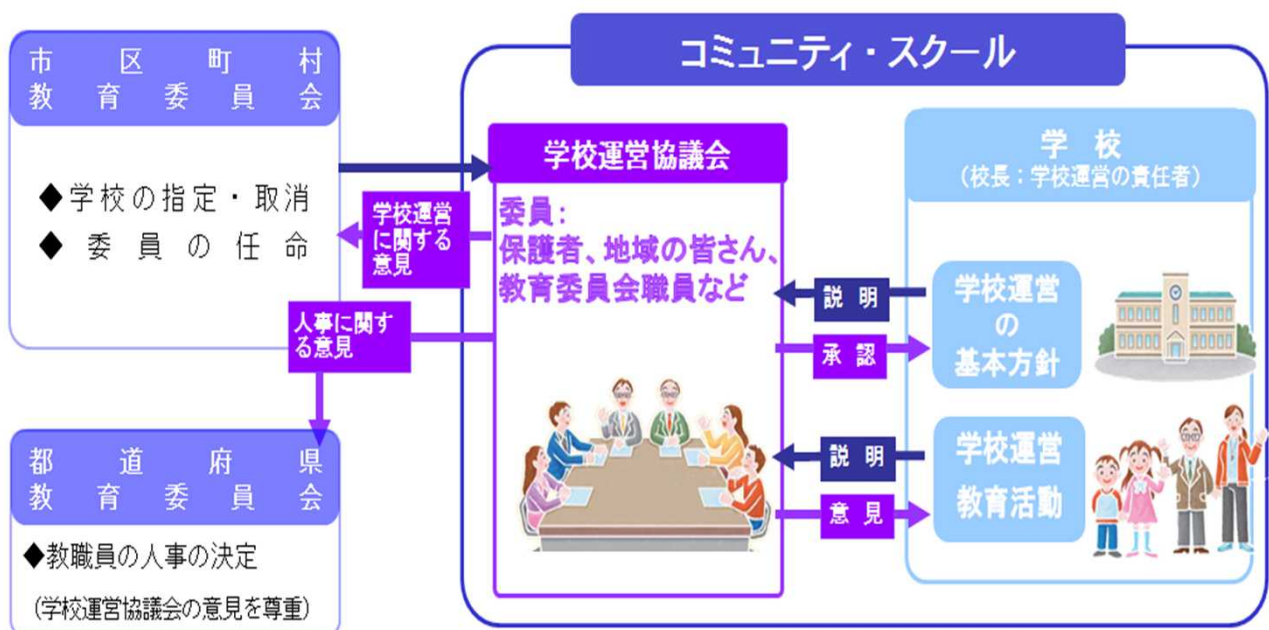 コミュニティ・スクール
市区町村
教育委員会
◆学校の指定・取消
◆委員の任命
学校運営
に関する
意見
人事に関す
る意見
都道府県
教育委員会
◆教職員の人事の決定
(学校運営協議会の意見を尊重)
学校運営協議会
委員：
保護者、地域の皆さん、
教育委員会職員など
学校
（校長：学校運営の責任者）
説明
承認
学校運営
の
基本方針
説明
意見
学校運営
教育活動